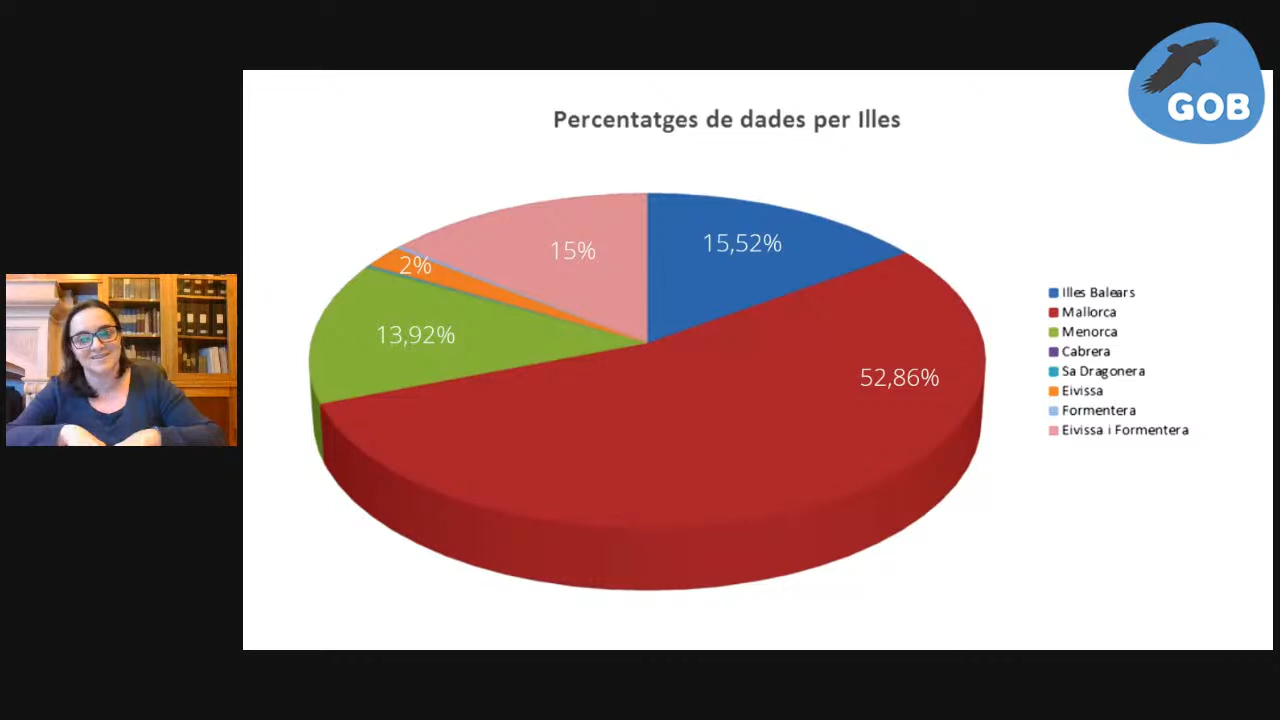 GOB
Percentatges de dades per Illes
15%
15,52%
2%
13,92%
52,86%
Illes Balears
Mallorca
Menorca
Cabrera
Sa Dragonera
Eivissa
Formentera
Eivissa i Formentera